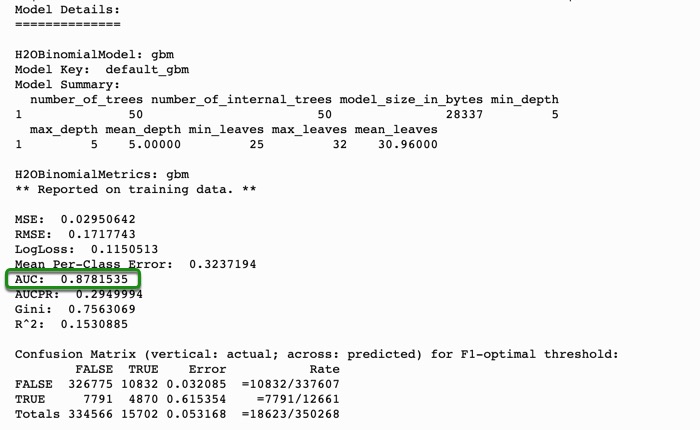 Model Details:
==============
H2OBinomialModel: gbm
Model Key:  default_gbm
Model Summary:
  number_of_trees number_of_internal_trees model_size_in_bytes min_depth
1              50                       50               28337         5
  max_depth mean_depth min_leaves max_leaves mean_leaves
1         5    5.00000         25         32    30.96000
H2OBinomialMetrics: gbm
** Reported on training data. **
MSE:  0.02950642
RMSE:  0.1717743
LogLoss:  0.1150513
Mean Per-Class Error:  0.3237194
AUC:  0.8781535
AUCPR:  0.2949994
Gini:  0.7563069
R^2:  0.1530885
Confusion Matrix (vertical: actual; across: predicted) for F1-optimal threshold:
        FALSE  TRUE    Error           Rate
FALSE  326775 10832 0.032085  =10832/337607
TRUE     7791  4870 0.615354    =7791/12661
Totals 334566 15702 0.053168  =18623/350268